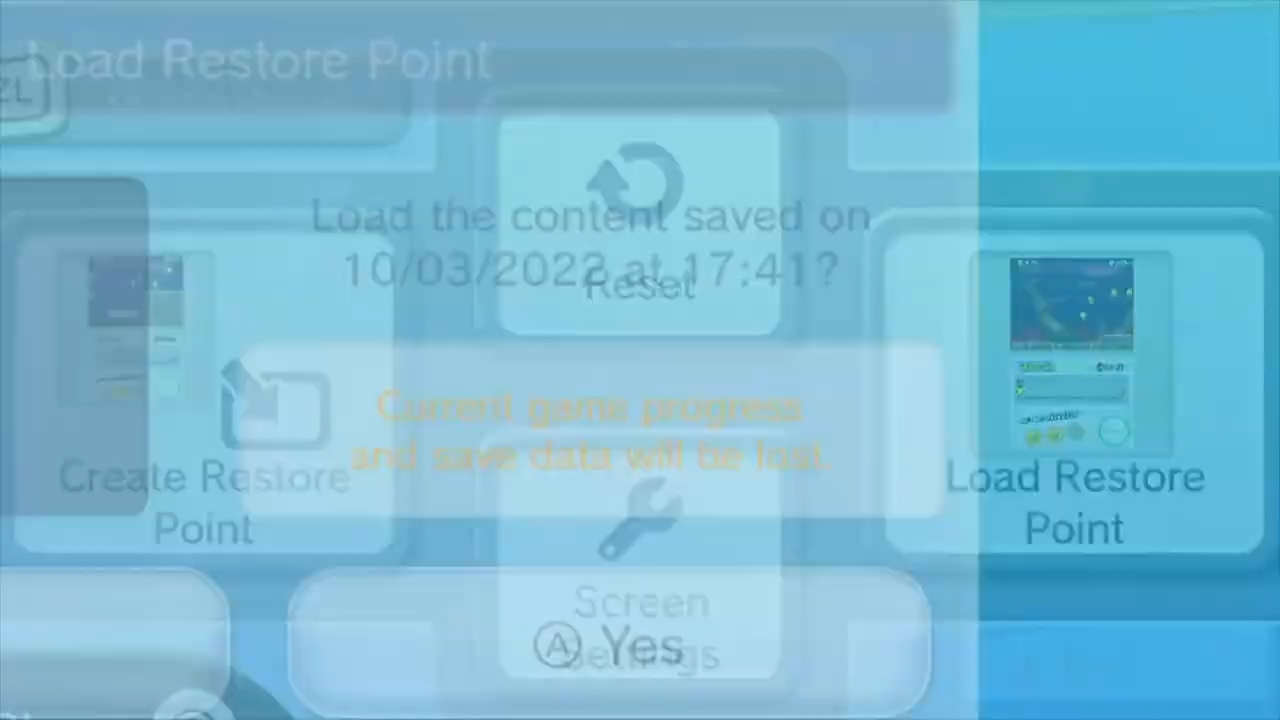 Load Restore Point
ZL
Load the content saved on
10/03/2022 at 17:41?
Reset
Current game progress
and save data will be lost.
Create Restore
Point
Load Restore
Point
Screen
Settings
A Yes